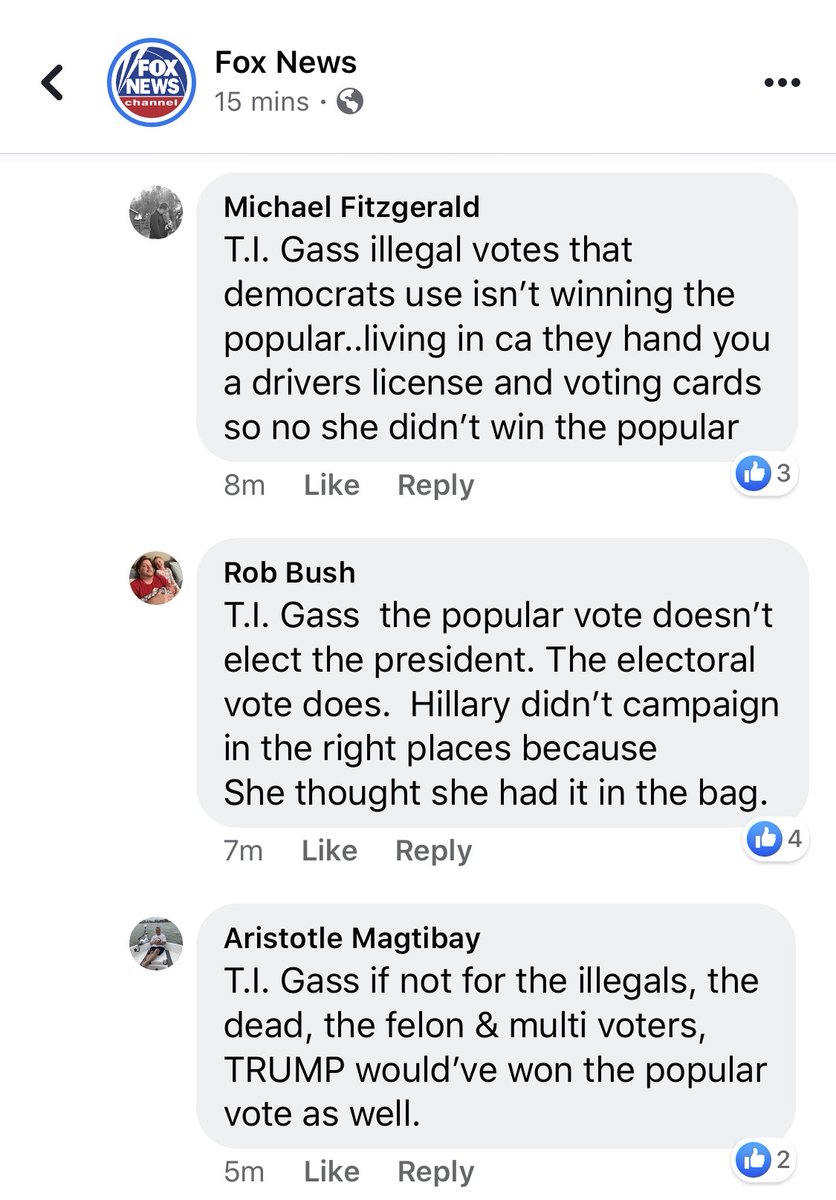 FOX
NEWS
channel
Fox News
15 mins ·
Michael Fitzgerald
T.I. Gass illegal votes that
democrats use isn’t winning the
popular..living in ca they hand you
a drivers license and voting cards
so no she didn’t win the popular
8m Like Reply 3
Rob Bush
T.I. Gass  the popular vote doesn’t
elect the president. The electoral
vote does.  Hillary didn’t campaign
in the right places because
She thought she had it in the bag.
7m Like Reply 4
Aristotle Magtibay
T.I. Gass if not for the illegals, the
dead, the felon & multi voters,
TRUMP would’ve won the popular
vote as well.
5m Like Reply 2